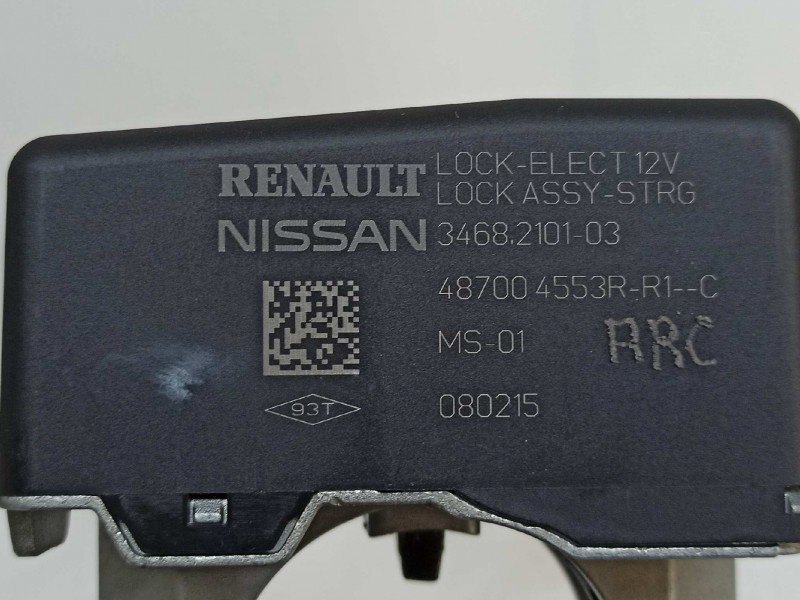 RENAULT
NISSAN
LOCK-ELECT 12V
LOCK ASSY-STRG
3468.2101-03
48700 4553R-R1--C
MS-01
ARC
93T
080215